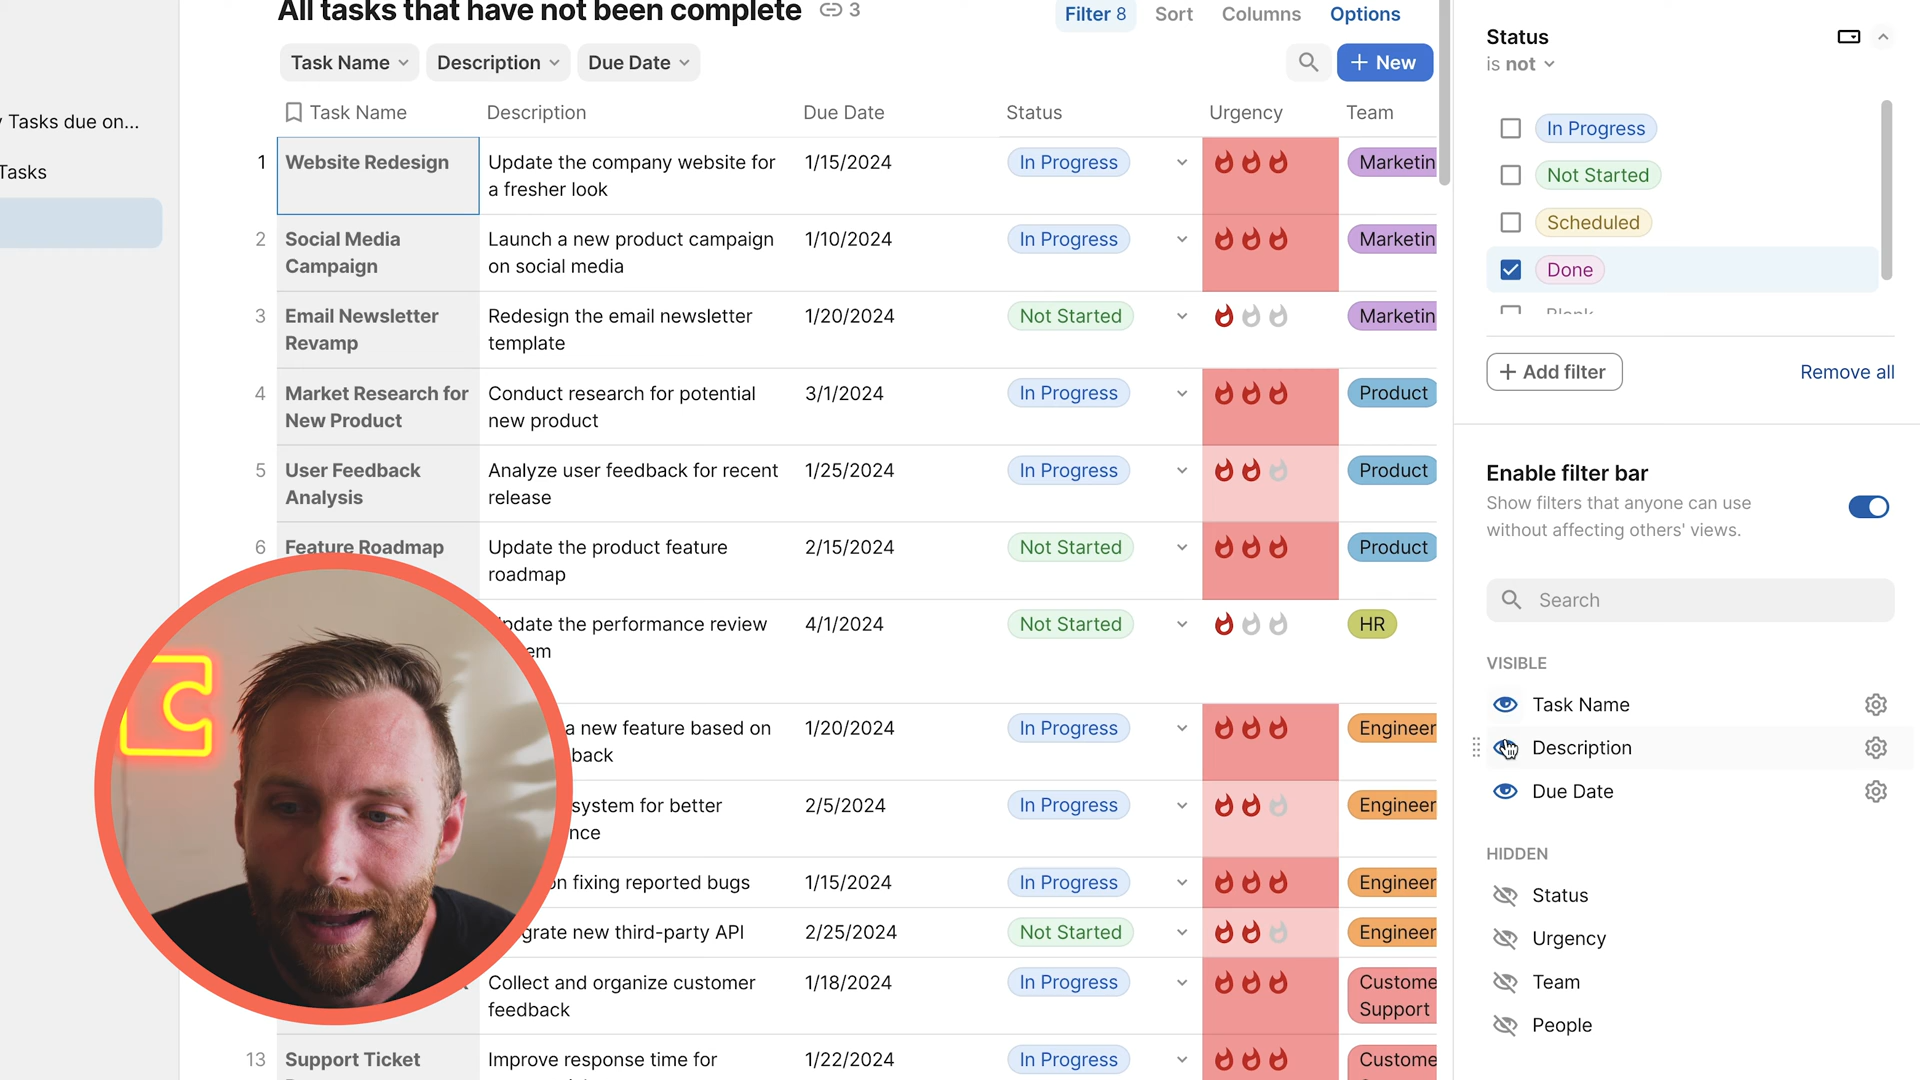 All tasks that have not been complete 3
Filter 8 Sort Columns Options
Task Name Description Due Date
+ New
Task Name Description Due Date Status Urgency Team
1 Website Redesign Update the company website for 1/15/2024 In Progress Marketin
a fresher look
2 Social Media Launch a new product campaign 1/10/2024 In Progress Marketin
Campaign on social media
3 Email Newsletter Redesign the email newsletter 1/20/2024 Not Started Marketin
Revamp template
4 Market Research for Conduct research for potential 3/1/2024 In Progress Product
New Product new product
5 User Feedback Analyze user feedback for recent 1/25/2024 In Progress Product
Analysis release
6 Feature Roadmap Update the product feature 2/15/2024 Not Started Product
roadmap
pdate the performance review 4/1/2024 Not Started HR
em
a new feature based on 1/20/2024 In Progress Engineer
back
system for better 2/5/2024 In Progress Engineer
nce
on fixing reported bugs 1/15/2024 In Progress Engineer
grate new third-party API 2/25/2024 Not Started Engineer
Collect and organize customer 1/18/2024 In Progress Custome
feedback Support
13 Support Ticket Improve response time for 1/22/2024 In Progress Custome
Tasks due on...
Tasks
Status
is not
In Progress
Not Started
Scheduled
Done
Blank
+ Add filter Remove all
Enable filter bar
Show filters that anyone can use
without affecting others' views.
Search
VISIBLE
Task Name
Description
Due Date
HIDDEN
Status
Urgency
Team
People